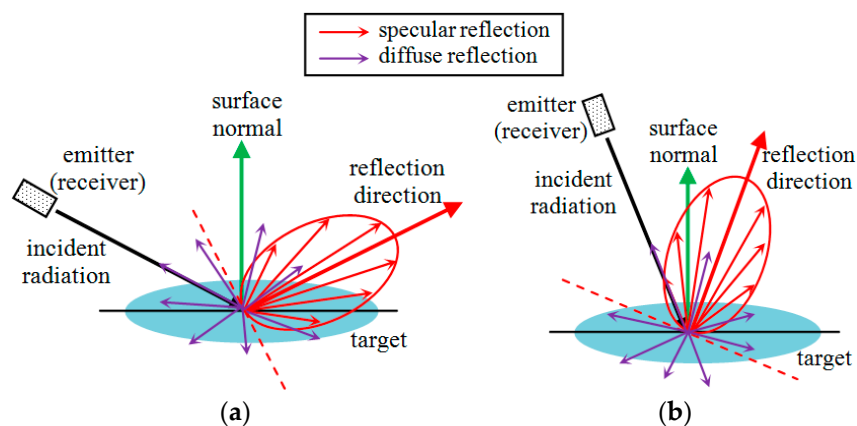 specular reflection
diffuse reflection
surface
normal
emitter
(receiver)
reflection
direction
incident
radiation
target
(a)
emitter
(receiver)
surface
normal
reflection
direction
incident
radiation
target
(b)